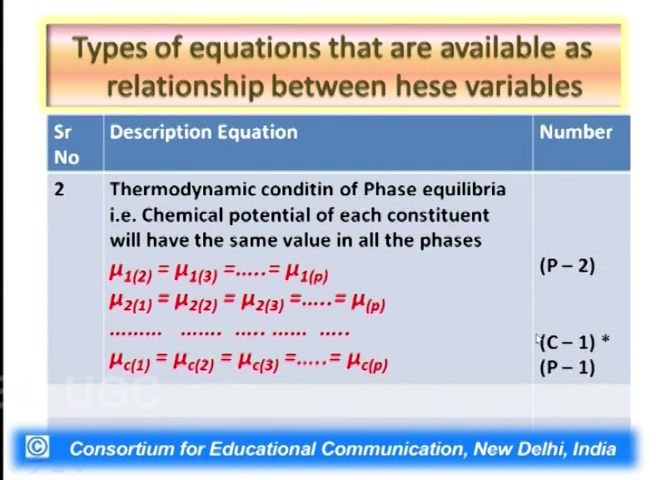 Types of equations that are available as
relationship between hese variables
Sr No
Description Equation
Number
2
Thermodynamic conditin of Phase equilibria
i.e. Chemical potential of each constituent
will have the same value in all the phases
μ1(2) = μ1(3) =.....= μ1(p)
(P – 2)
μ2(1) = μ2(2) = μ2(3) =.....= μ(p)
......... ....... ..... ...... .....
μc(1) = μc(2) = μc(3) =.....= μc(p)
(C – 1) *
(P – 1)
UGC
© Consortium for Educational Communication, New Delhi, India